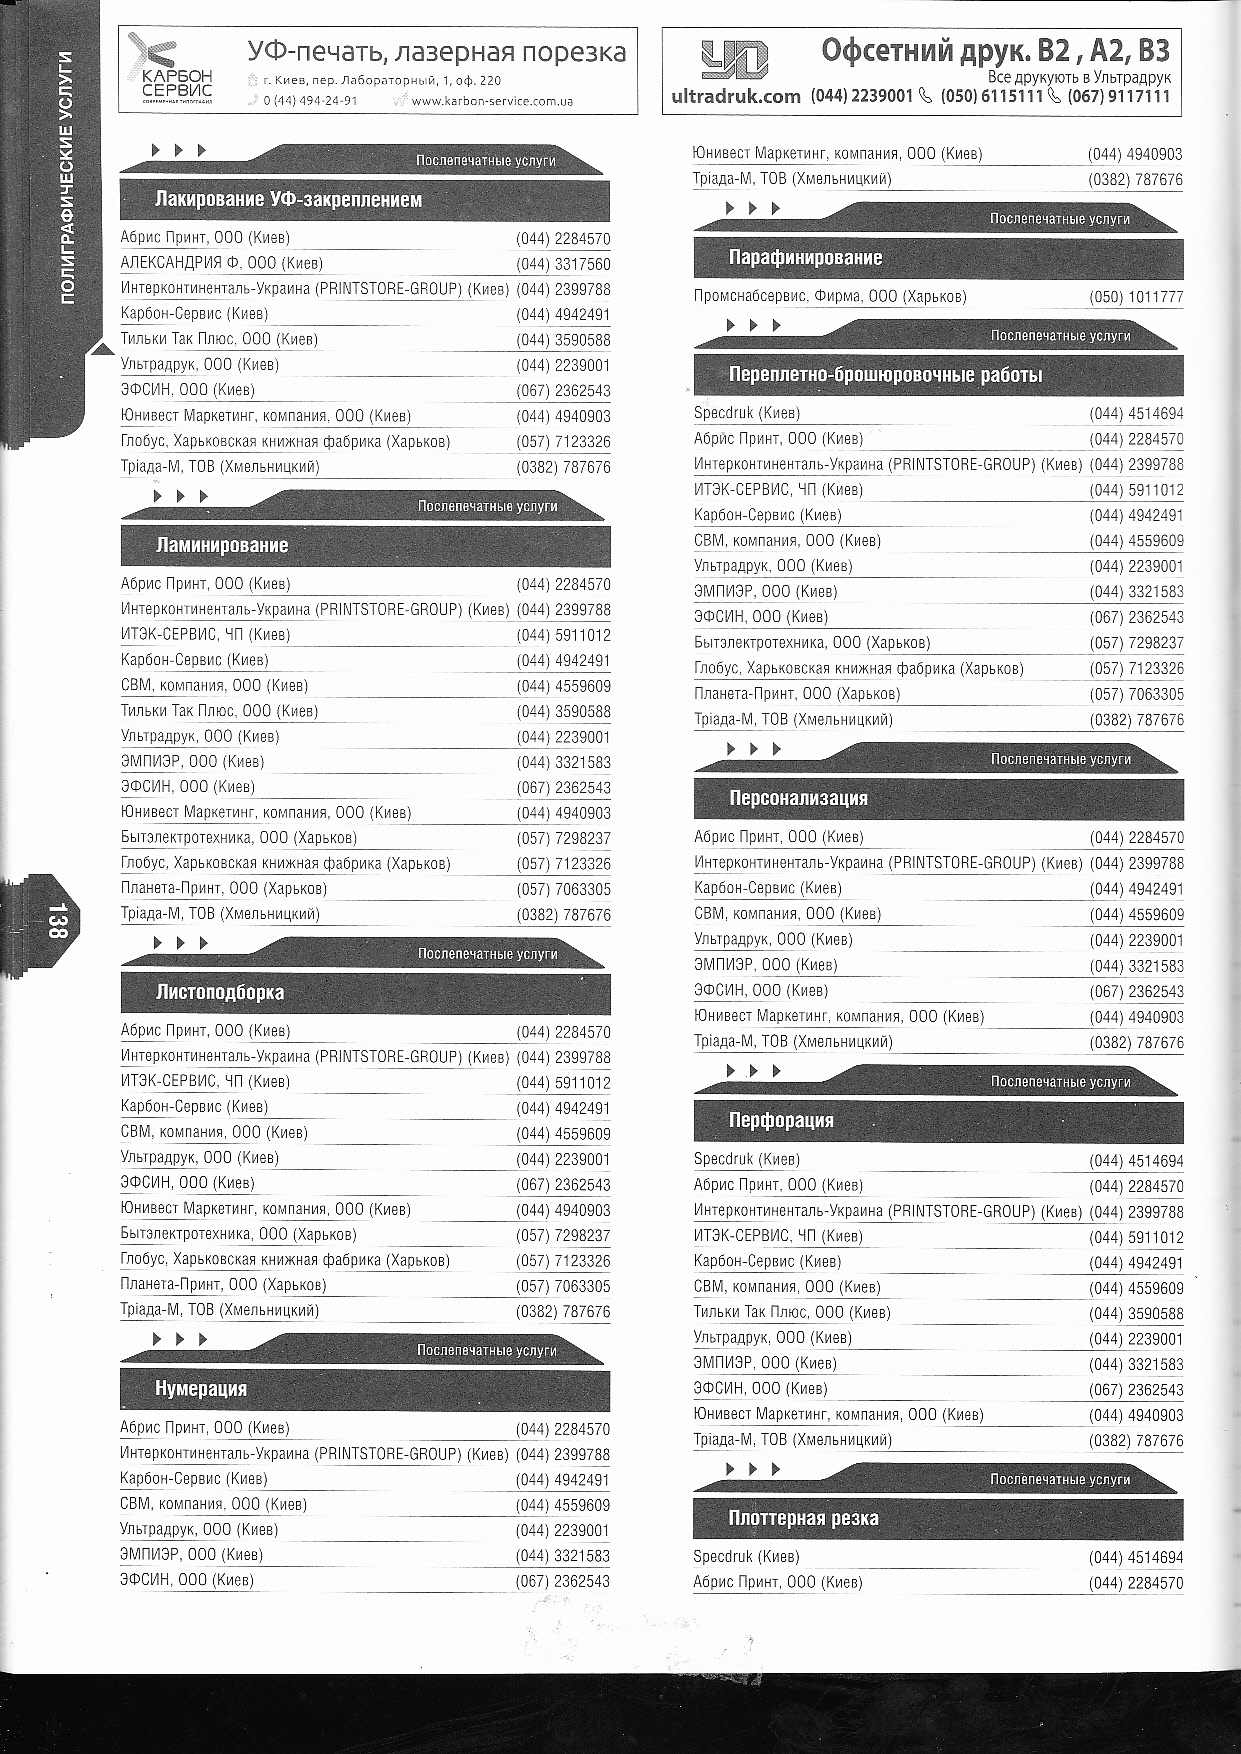 ПОЛИГРАФИЧЕСКИЕ УСЛУГИ
КАРБОН
СЕРВИС
СОВРЕМЕННАЯ ТИПОГРАФИЯ
УФ-печать, лазерная порезка
г. Киев, пер. Лабораторный, 1, оф. 220
0 (44) 494-24-91 www.karbon-service.com.ua
УД
Офсетний друк. B2 , A2, B3
Все друкують в Ультрадрук
ultradruk.com (044) 2239001 (050) 6115111 (067) 9117111
Послепечатные услуги
Лакирование УФ-закреплением
Абрис Принт, ООО (Киев) (044) 2284570
АЛЕКСАНДРИЯ Ф, ООО (Киев) (044) 3317560
Интерконтиненталь-Украина (PRINTSTORE-GROUP) (Киев) (044) 2399788
Карбон-Сервис (Киев) (044) 4942491
Тильки Так Плюс, ООО (Киев) (044) 3590588
Ультрадрук, ООО (Киев) (044) 2239001
ЭФСИН, ООО (Киев) (067) 2362543
Юнивест Маркетинг, компания, ООО (Киев) (044) 4940903
Глобус, Харьковская книжная фабрика (Харьков) (057) 7123326
Тріада-М, ТОВ (Хмельницкий) (0382) 787676
Послепечатные услуги
Ламинирование
Абрис Принт, ООО (Киев) (044) 2284570
Интерконтиненталь-Украина (PRINTSTORE-GROUP) (Киев) (044) 2399788
ИТЭК-СЕРВИС, ЧП (Киев) (044) 5911012
Карбон-Сервис (Киев) (044) 4942491
СВМ, компания, ООО (Киев) (044) 4559609
Тильки Так Плюс, ООО (Киев) (044) 3590588
Ультрадрук, ООО (Киев) (044) 2239001
ЭМПИЭР, ООО (Киев) (044) 3321583
ЭФСИН, ООО (Киев) (067) 2362543
Юнивест Маркетинг, компания, ООО (Киев) (044) 4940903
Бытэлектротехника, ООО (Харьков) (057) 7298237
Глобус, Харьковская книжная фабрика (Харьков) (057) 7123326
Планета-Принт, ООО (Харьков) (057) 7063305
Тріада-М, ТОВ (Хмельницкий) (0382) 787676
Послепечатные услуги
Листоподборка
Абрис Принт, ООО (Киев) (044) 2284570
Интерконтиненталь-Украина (PRINTSTORE-GROUP) (Киев) (044) 2399788
ИТЭК-СЕРВИС, ЧП (Киев) (044) 5911012
Карбон-Сервис (Киев) (044) 4942491
СВМ, компания, ООО (Киев) (044) 4559609
Ультрадрук, ООО (Киев) (044) 2239001
ЭФСИН, ООО (Киев) (067) 2362543
Юнивест Маркетинг, компания, ООО (Киев) (044) 4940903
Бытэлектротехника, ООО (Харьков) (057) 7298237
Глобус, Харьковская книжная фабрика (Харьков) (057) 7123326
Планета-Принт, ООО (Харьков) (057) 7063305
Тріада-М, ТОВ (Хмельницкий) (0382) 787676
Послепечатные услуги
Нумерация
Абрис Принт, ООО (Киев) (044) 2284570
Интерконтиненталь-Украина (PRINTSTORE-GROUP) (Киев) (044) 2399788
Карбон-Сервис (Киев) (044) 4942491
СВМ, компания, ООО (Киев) (044) 4559609
Ультрадрук, ООО (Киев) (044) 2239001
ЭМПИЭР, ООО (Киев) (044) 3321583
ЭФСИН, ООО (Киев) (067) 2362543
Юнивест Маркетинг, компания, ООО (Киев) (044) 4940903
Тріада-М, ТОВ (Хмельницкий) (0382) 787676
Послепечатные услуги
Парафинирование
Промснабсервис, Фирма, ООО (Харьков) (050) 1011777
Послепечатные услуги
Переплетно-брошюровочные работы
Specdruk (Киев) (044) 4514694
Абрис Принт, ООО (Киев) (044) 2284570
Интерконтиненталь-Украина (PRINTSTORE-GROUP) (Киев) (044) 2399788
ИТЭК-СЕРВИС, ЧП (Киев) (044) 5911012
Карбон-Сервис (Киев) (044) 4942491
СВМ, компания, ООО (Киев) (044) 4559609
Ультрадрук, ООО (Киев) (044) 2239001
ЭМПИЭР, ООО (Киев) (044) 3321583
ЭФСИН, ООО (Киев) (067) 2362543
Бытэлектротехника, ООО (Харьков) (057) 7298237
Глобус, Харьковская книжная фабрика (Харьков) (057) 7123326
Планета-Принт, ООО (Харьков) (057) 7063305
Тріада-М, ТОВ (Хмельницкий) (0382) 787676
Послепечатные услуги
Персонализация
Абрис Принт, ООО (Киев) (044) 2284570
Интерконтиненталь-Украина (PRINTSTORE-GROUP) (Киев) (044) 2399788
Карбон-Сервис (Киев) (044) 4942491
СВМ, компания, ООО (Киев) (044) 4559609
Ультрадрук, ООО (Киев) (044) 2239001
ЭМПИЭР, ООО (Киев) (044) 3321583
ЭФСИН, ООО (Киев) (067) 2362543
Юнивест Маркетинг, компания, ООО (Киев) (044) 4940903
Тріада-М, ТОВ (Хмельницкий) (0382) 787676
Послепечатные услуги
Перфорация
Specdruk (Киев) (044) 4514694
Абрис Принт, ООО (Киев) (044) 2284570
Интерконтиненталь-Украина (PRINTSTORE-GROUP) (Киев) (044) 2399788
ИТЭК-СЕРВИС, ЧП (Киев) (044) 5911012
Карбон-Сервис (Киев) (044) 4942491
СВМ, компания, ООО (Киев) (044) 4559609
Тильки Так Плюс, ООО (Киев) (044) 3590588
Ультрадрук, ООО (Киев) (044) 2239001
ЭМПИЭР, ООО (Киев) (044) 3321583
ЭФСИН, ООО (Киев) (067) 2362543
Юнивест Маркетинг, компания, ООО (Киев) (044) 4940903
Тріада-М, ТОВ (Хмельницкий) (0382) 787676
Послепечатные услуги
Плоттерная резка
Specdruk (Киев) (044) 4514694
Абрис Принт, ООО (Киев) (044) 2284570
138